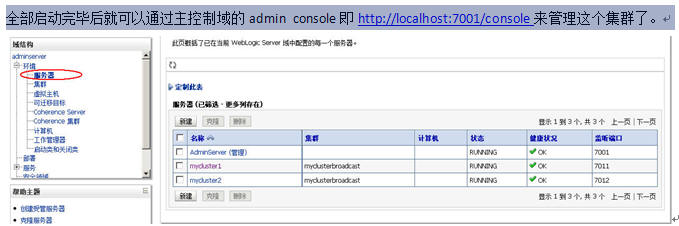 全部启动完毕后就可以通过主控制域的 admin console 即 http://localhost:7001/console 来管理这个集群了。
域结构
adminserver
环境
服务器
集群
虚拟主机
可迁移目标
Coherence Server
Coherence 集群
计算机
工作管理器
启动类和关闭类
部署
服务
安全领域
帮助主题
创建受管服务器
克隆服务器
此页概括了已在当前 WebLogic Server 域中配置的每一个服务器。
定制此表
服务器 (已筛选 - 更多列存在)
新建 克隆 删除 显示 1 到 3 个, 共 3 个 上一页 | 下一页
名称 集群 计算机 状态 健康状况 监听端口
AdminServer (管理) RUNNING OK 7001
mycluster1 myclusterbroadcast RUNNING OK 7011
mycluster2 myclusterbroadcast RUNNING OK 7012
新建 克隆 删除 显示 1 到 3 个, 共 3 个 上一页 | 下一页